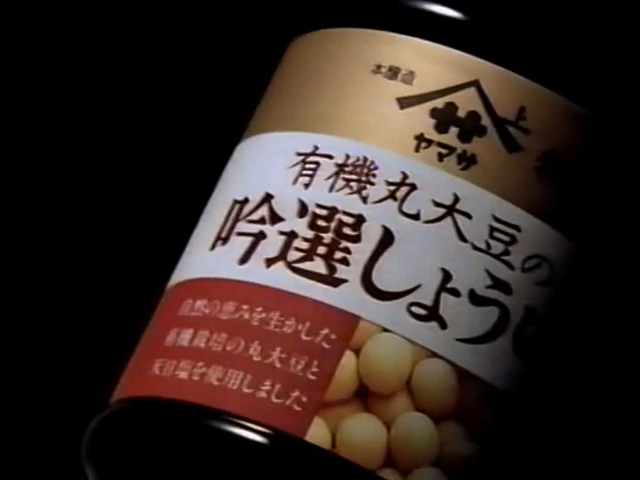 本醸造
上
ヤマサ
有機丸大豆の
吟選しょう
自然の恵みを生かした
有機栽培の丸大豆と
天日塩を使用しました